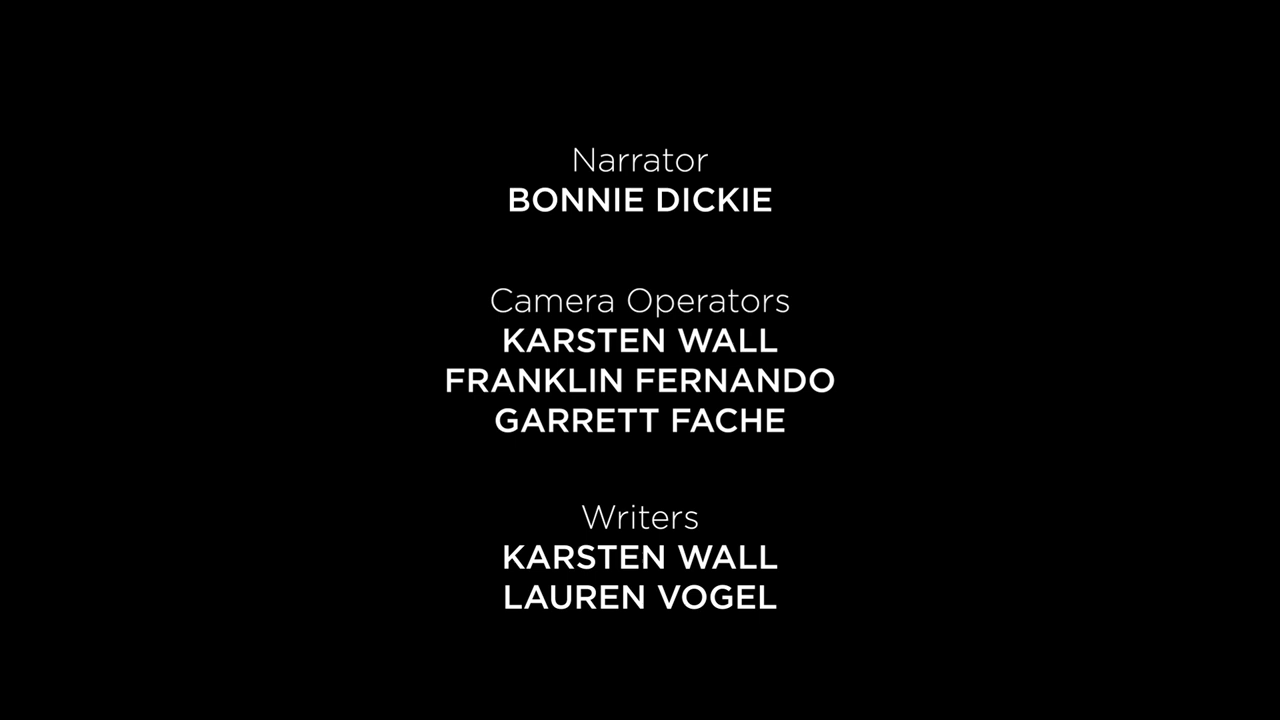 Narrator
BONNIE DICKIE
Camera Operators
KARSTEN WALL
FRANKLIN FERNANDO
GARRETT FACHE
Writers
KARSTEN WALL
LAUREN VOGEL